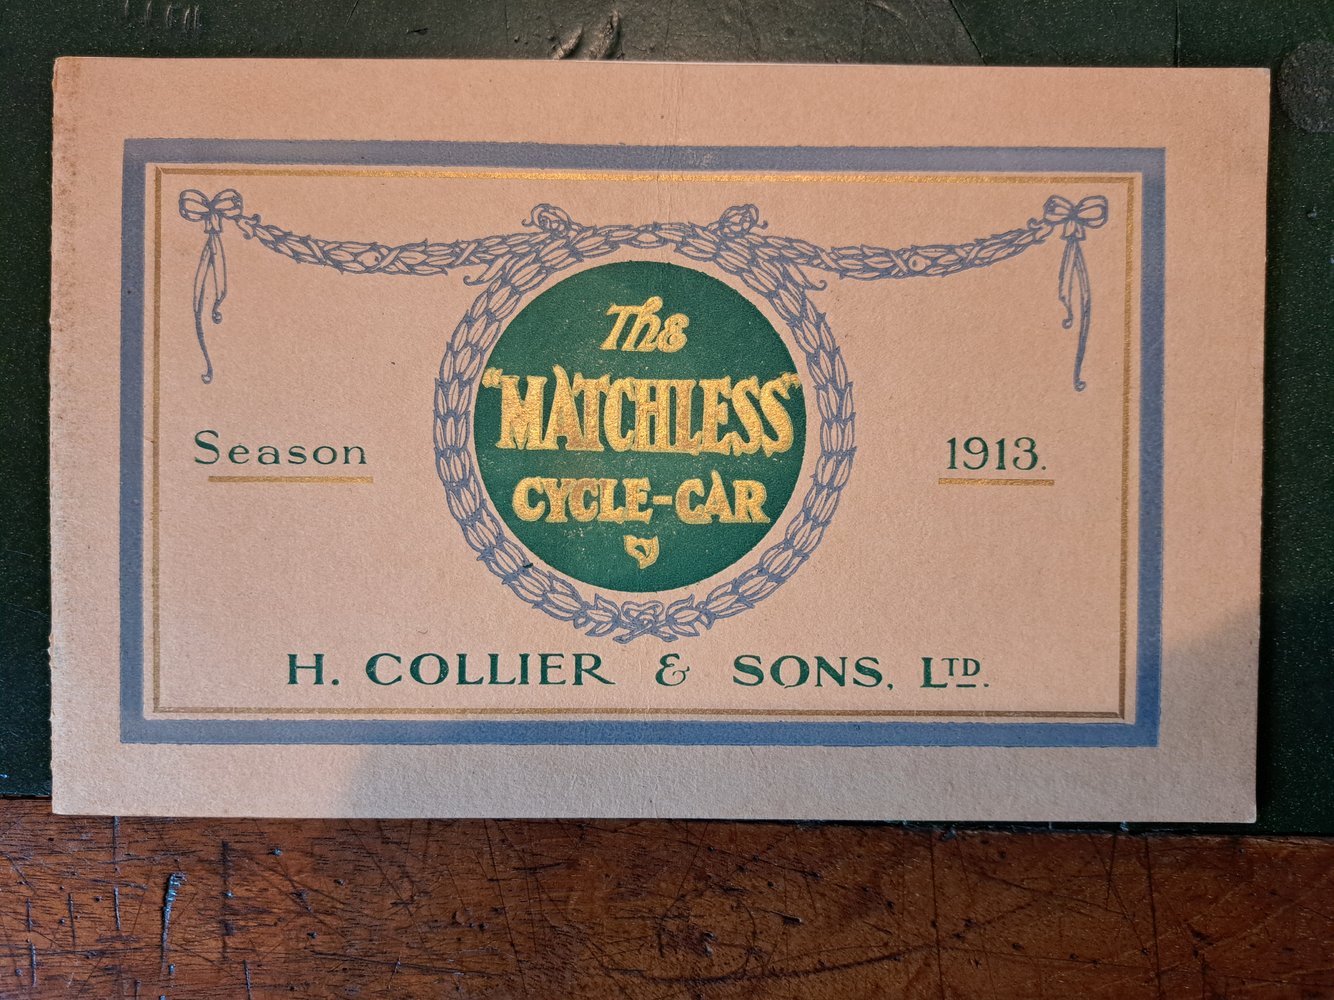 The
"MATCHLESS"
CYCLE-CAR
Season 1913.
H. COLLIER & SONS, LTD.